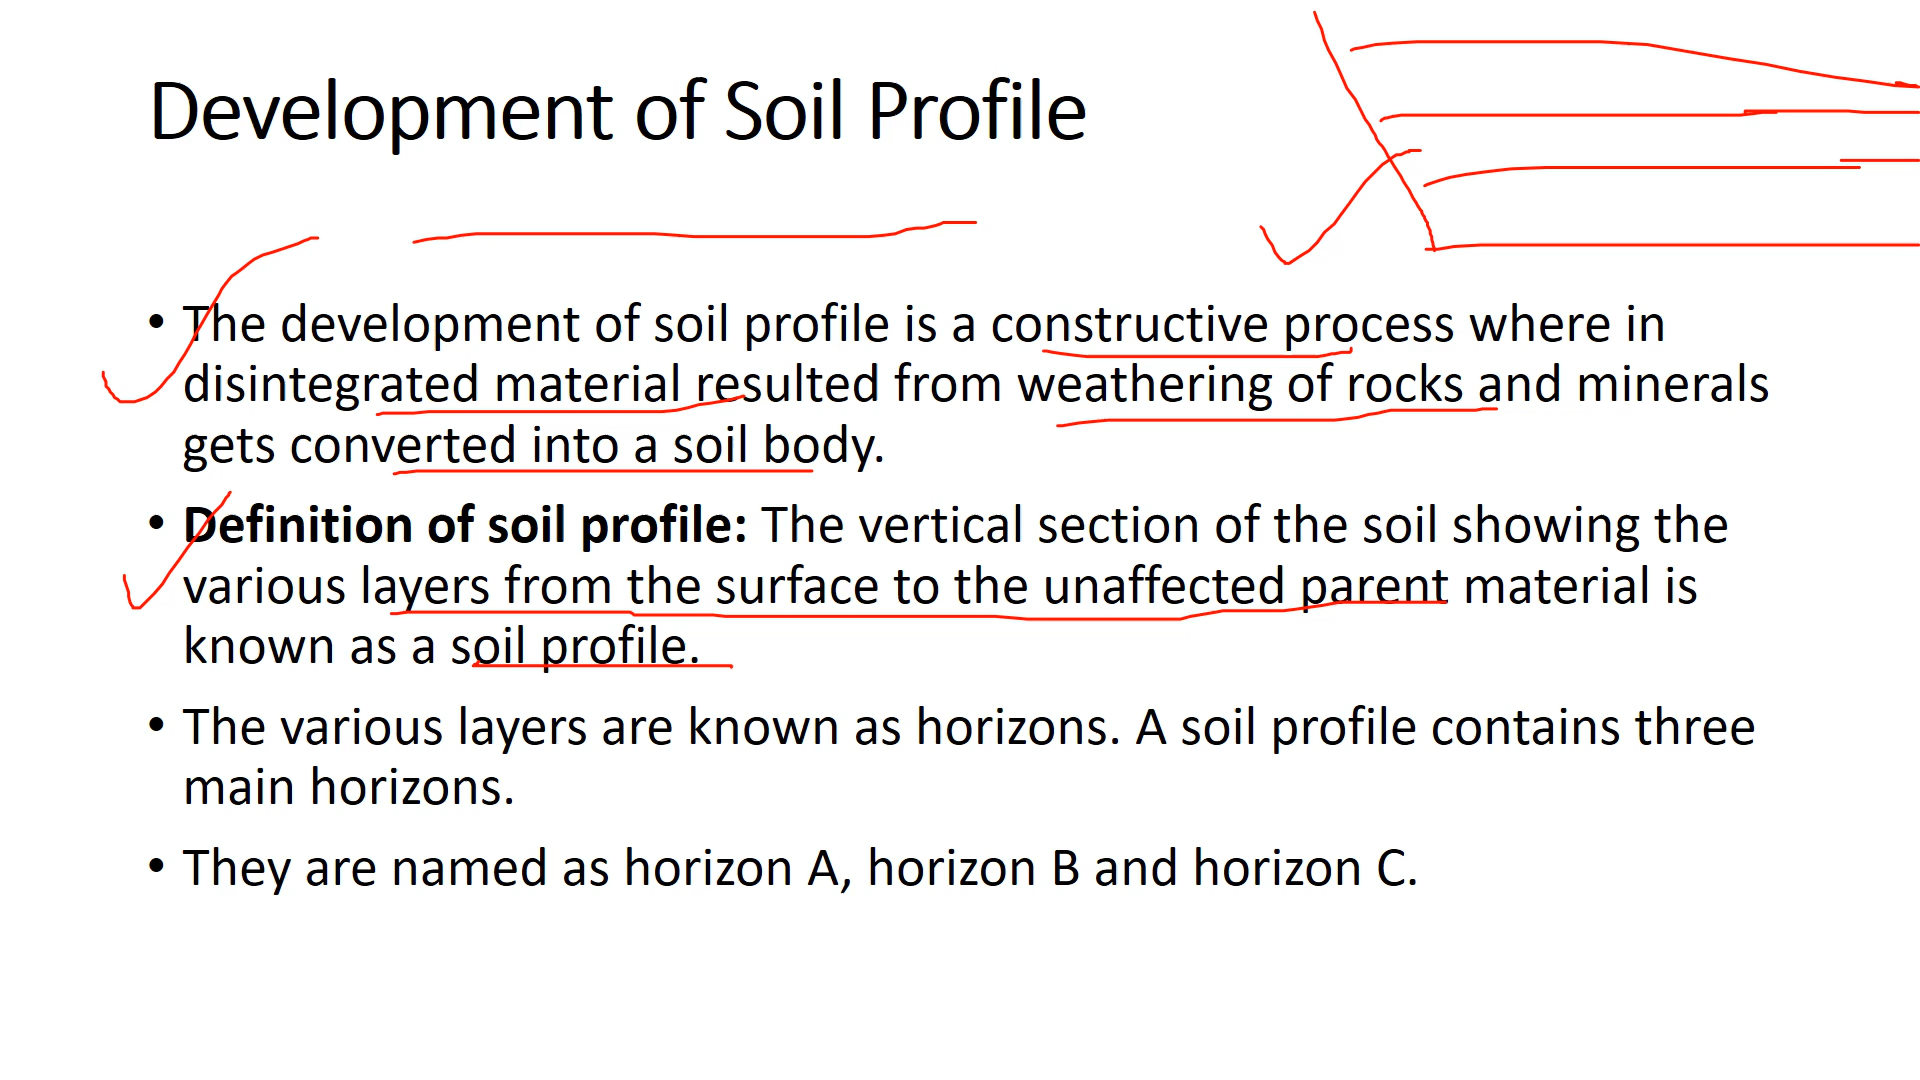 Development of Soil Profile
• The development of soil profile is a constructive process where in
disintegrated material resulted from weathering of rocks and minerals
gets converted into a soil body.
• Definition of soil profile: The vertical section of the soil showing the
various layers from the surface to the unaffected parent material is
known as a soil profile.
• The various layers are known as horizons. A soil profile contains three
main horizons.
• They are named as horizon A, horizon B and horizon C.